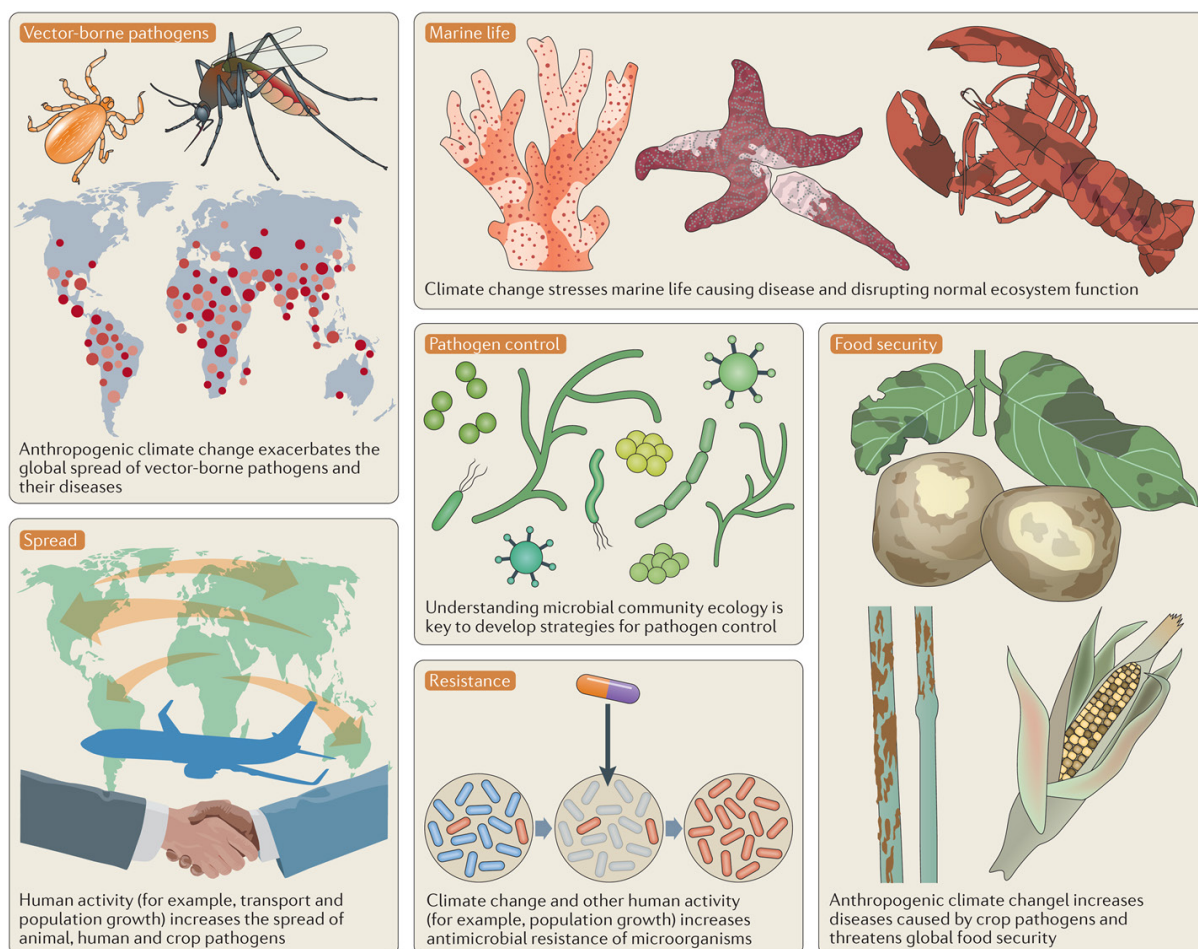 Vector-borne pathogens
Anthropogenic climate change exacerbates the
global spread of vector-borne pathogens and
their diseases
Marine life
Climate change stresses marine life causing disease and disrupting normal ecosystem function
Pathogen control
Understanding microbial community ecology is
key to develop strategies for pathogen control
Food security
Anthropogenic climate changel increases
diseases caused by crop pathogens and
threatens global food security
Spread
Human activity (for example, transport and
population growth) increases the spread of
animal, human and crop pathogens
Resistance
Climate change and other human activity
(for example, population growth) increases
antimicrobial resistance of microorganisms